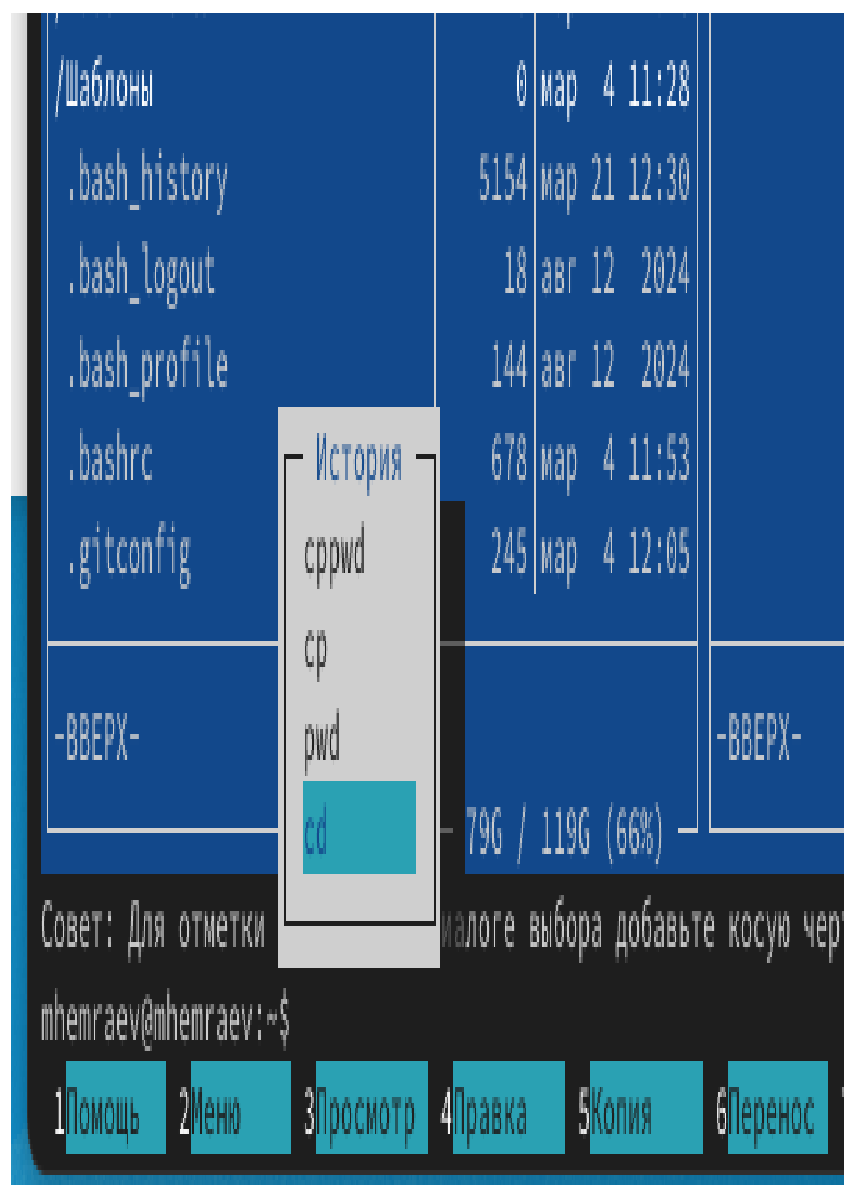 /Шаблоны 0 мар 4 11:28
.bash_history 5154 мар 21 12:30
.bash_logout 18 авг 12 2024
.bash_profile 144 авг 12 2024
.bashrc 678 мар 4 11:53
.gitconfig 245 мар 4 12:05
История
cppwd
cp
pwd
cd
-ВВЕРХ- -ВВЕРХ-
79G / 119G (66%)
Совет: Для отметки иалоге выбора добавьте косую чер
mhemraev@mhemraev:~$
1Помощь 2Меню 3Просмотр 4Правка 5Копия 6Перенос